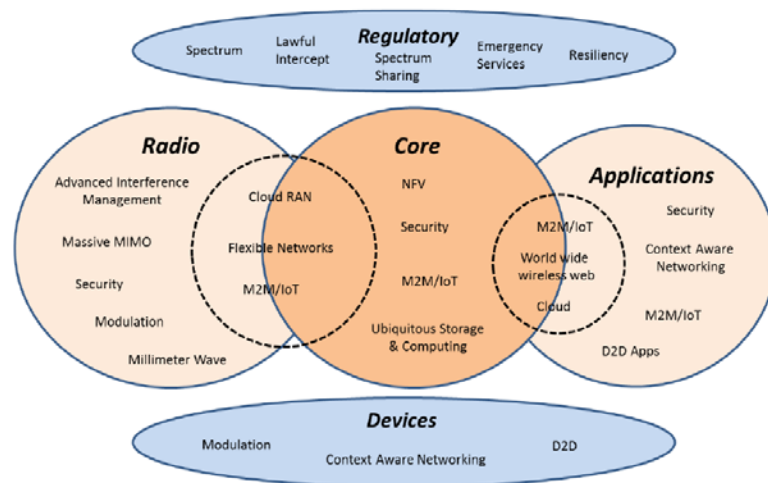 Regulatory
Spectrum
Lawful
Intercept
Spectrum
Sharing
Emergency
Services
Resiliency
Radio
Advanced Interference
Management
Massive MIMO
Security
Modulation
Millimeter Wave
Cloud RAN
Flexible Networks
M2M/IoT
Core
NFV
Security
M2M/IoT
Ubiquitous Storage
& Computing
M2M/IoT
World wide
wireless web
Cloud
Applications
Security
Context Aware
Networking
M2M/IoT
D2D Apps
Devices
Modulation
Context Aware Networking
D2D